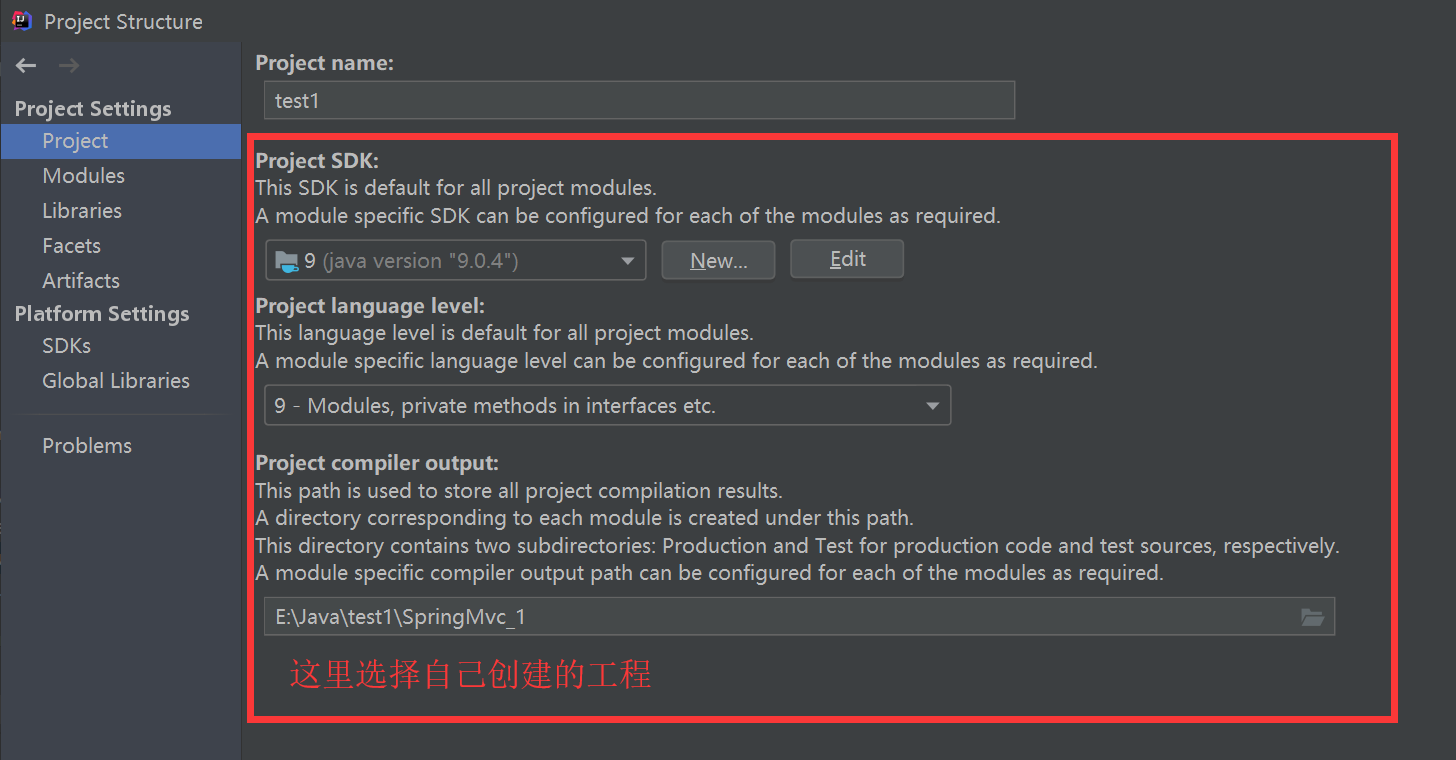 Project Structure
Project Settings
Project
Modules
Libraries
Facets
Artifacts
Platform Settings
SDKs
Global Libraries
Problems
Project name:
test1
Project SDK:
This SDK is default for all project modules.
A module specific SDK can be configured for each of the modules as required.
9 (java version "9.0.4")
New...
Edit
Project language level:
This language level is default for all project modules.
A module specific language level can be configured for each of the modules as required.
9 - Modules, private methods in interfaces etc.
Project compiler output:
This path is used to store all project compilation results.
A directory corresponding to each module is created under this path.
This directory contains two subdirectories: Production and Test for production code and test sources, respectively.
A module specific compiler output path can be configured for each of the modules as required.
E:\Java\test1\SpringMvc_1
这里选择自己创建的工程